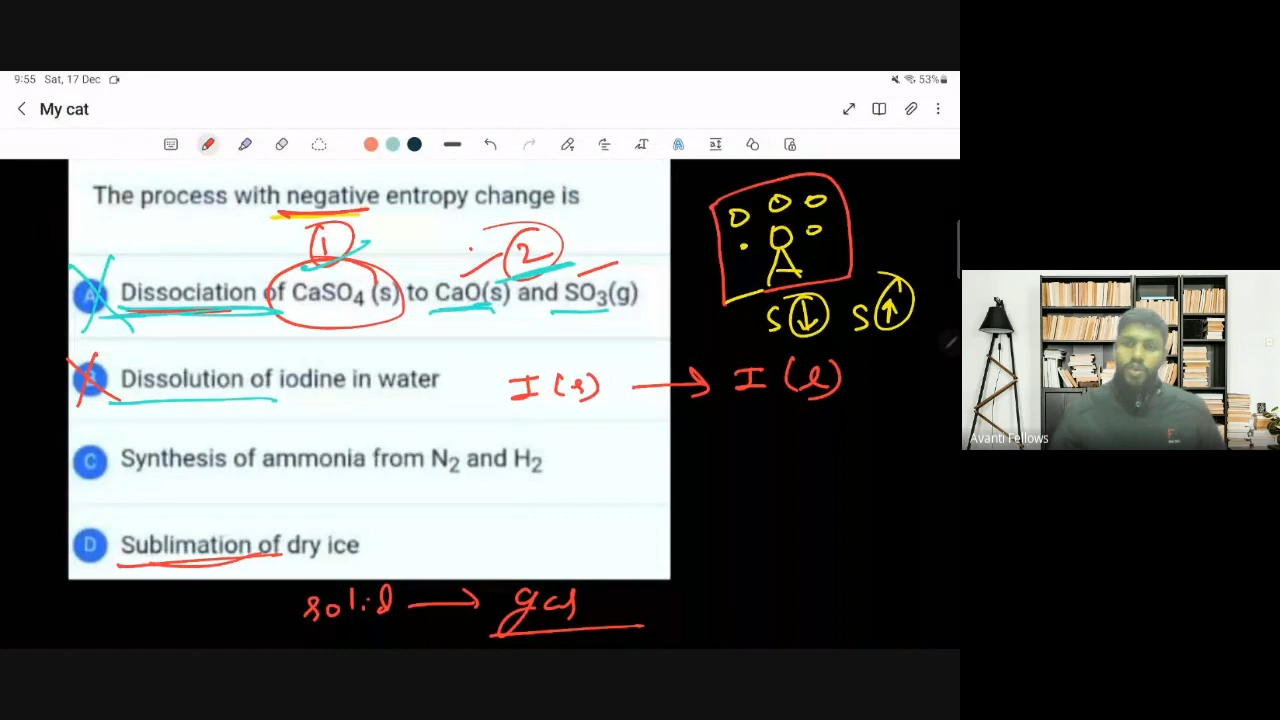 9:55 Sat, 17 Dec
53%
My cat
The process with negative entropy change is
1
2
A Dissociation of CaSO₄ (s) to CaO(s) and SO₃(g)
S ↓ S ↑
B Dissolution of iodine in water
I (s) → I (l)
C Synthesis of ammonia from N₂ and H₂
D Sublimation of dry ice
solid → gas
Avanti Fellows